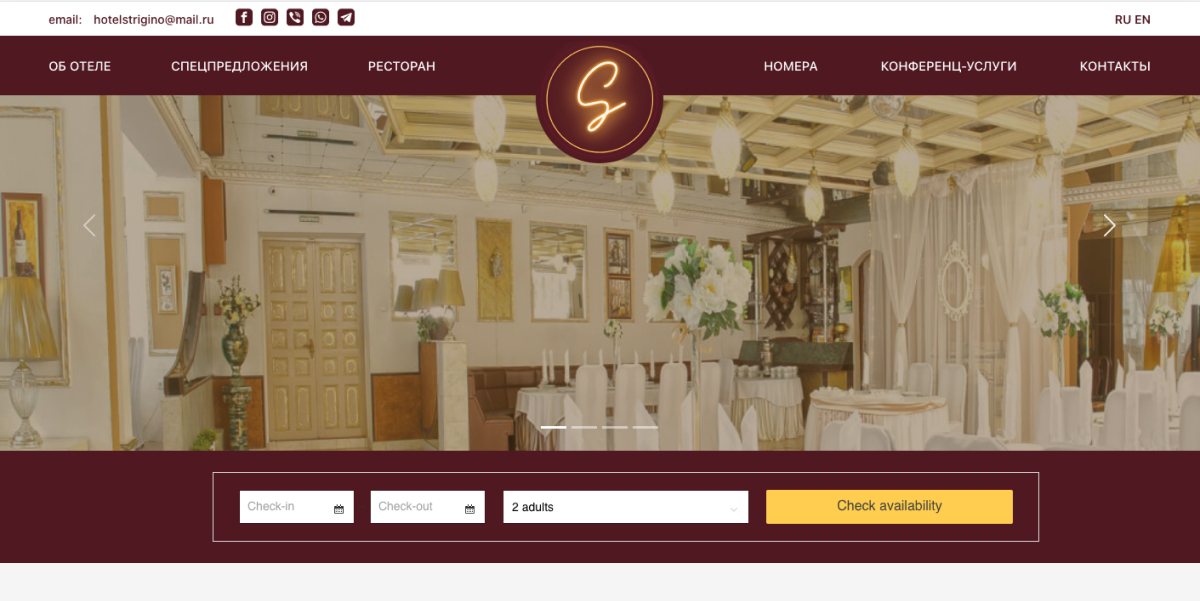 email: hotelstrigino@mail.ru RU EN
ОБ ОТЕЛЕ СПЕЦПРЕДЛОЖЕНИЯ РЕСТОРАН S НОМЕРА КОНФЕРЕНЦ-УСЛУГИ КОНТАКТЫ
Check-in Check-out 2 adults Check availability